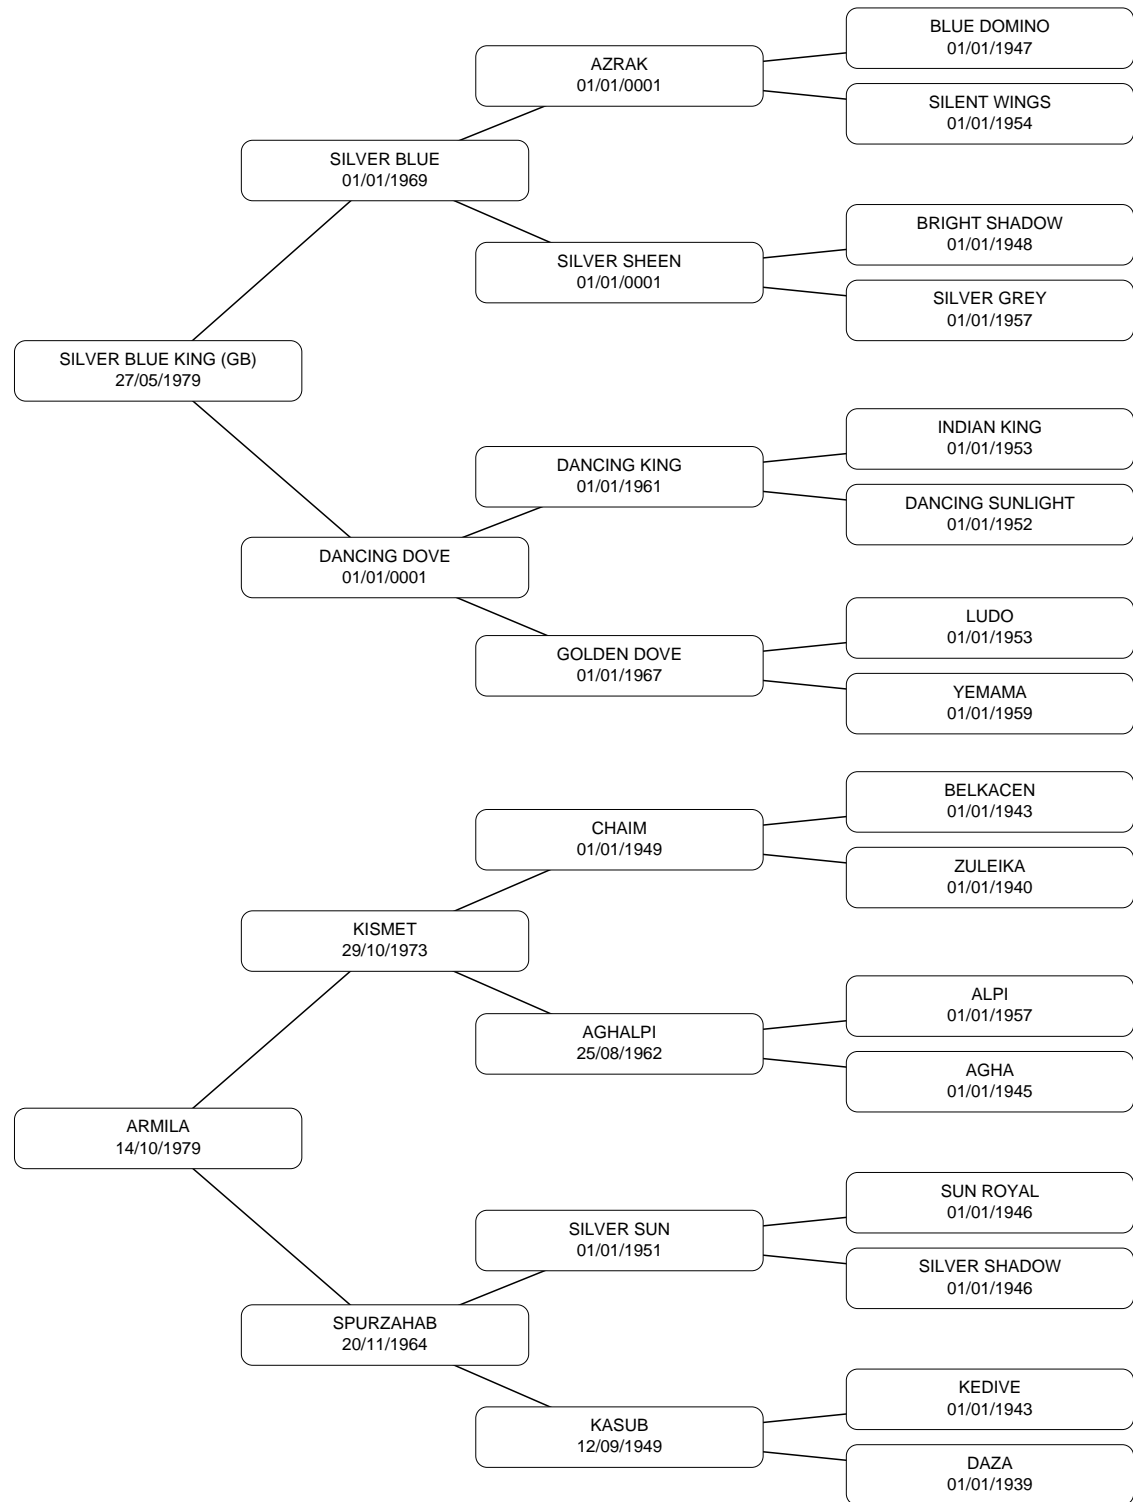 BLUE DOMINO
01/01/1947
AZRAK
01/01/0001
SILENT WINGS
01/01/1954
SILVER BLUE
01/01/1969
BRIGHT SHADOW
01/01/1948
SILVER SHEEN
01/01/0001
SILVER GREY
01/01/1957
SILVER BLUE KING (GB)
27/05/1979
INDIAN KING
01/01/1953
DANCING KING
01/01/1961
DANCING SUNLIGHT
01/01/1952
DANCING DOVE
01/01/0001
LUDO
01/01/1953
GOLDEN DOVE
01/01/1967
YEMAMA
01/01/1959
BELKACEN
01/01/1943
CHAIM
01/01/1949
ZULEIKA
01/01/1940
KISMET
29/10/1973
ALPI
01/01/1957
AGHALPI
25/08/1962
AGHA
01/01/1945
ARMILA
14/10/1979
SUN ROYAL
01/01/1946
SILVER SUN
01/01/1951
SILVER SHADOW
01/01/1946
SPURZAHAB
20/11/1964
KEDIVE
01/01/1943
KASUB
12/09/1949
DAZA
01/01/1939